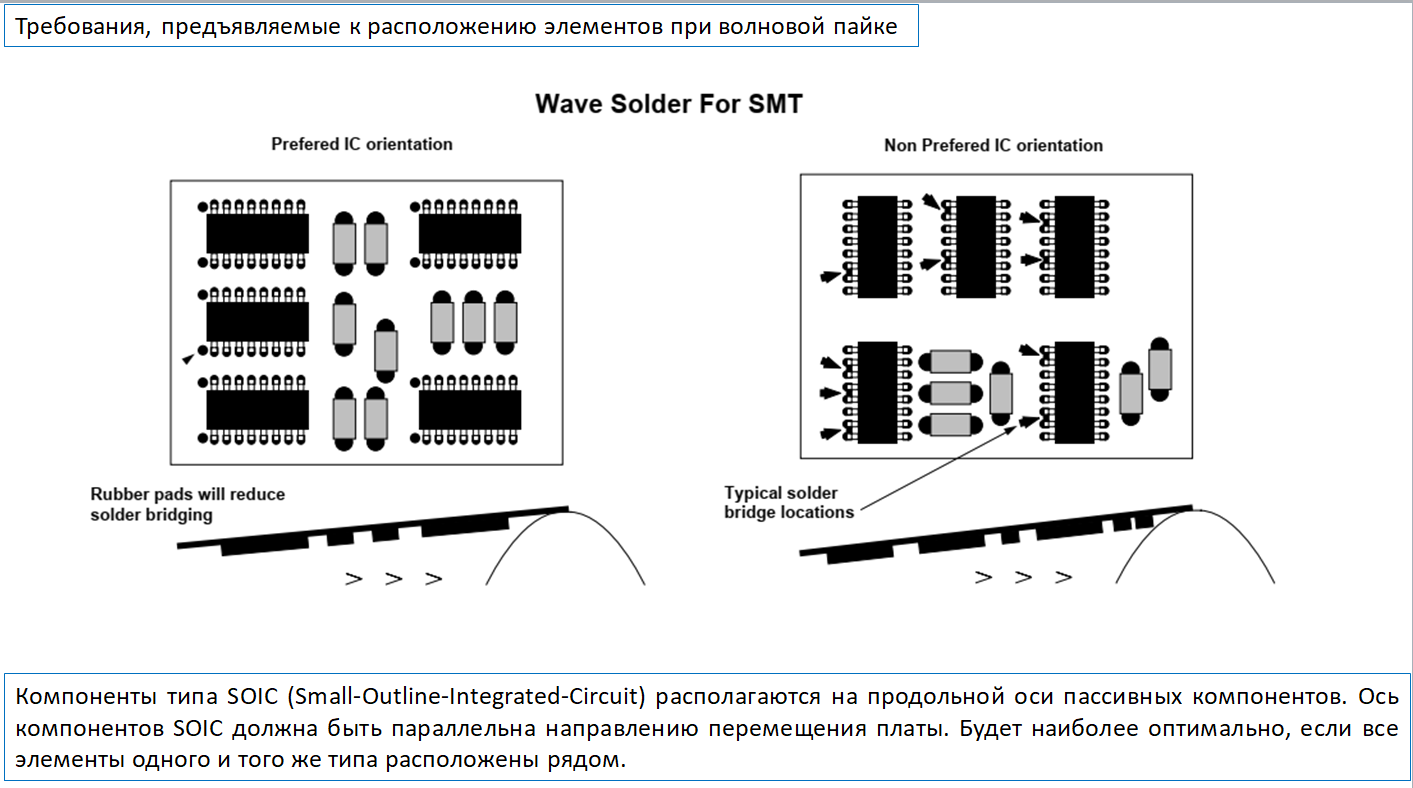 Требования, предъявляемые к расположению элементов при волновой пайке
Wave Solder For SMT
Prefered IC orientation
Non Prefered IC orientation
Rubber pads will reduce
solder bridging
Typical solder
bridge locations
> > >
> > >
Компоненты типа SOIC (Small-Outline-Integrated-Circuit) располагаются на продольной оси пассивных компонентов. Ось
компонентов SOIC должна быть параллельна направлению перемещения платы. Будет наиболее оптимально, если все
элементы одного и того же типа расположены рядом.